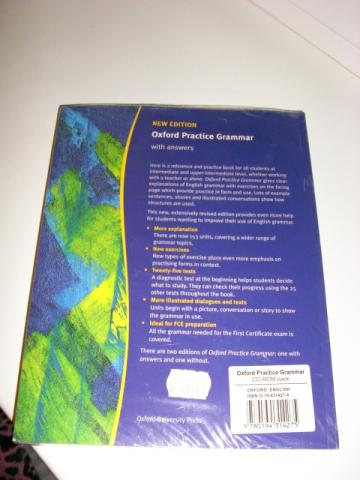 NEW EDITION
Oxford Practice Grammar
with answers
Here is a reference and practice book for all students at
intermediate and upper-intermediate level, whether working
with a teacher or alone. Oxford Practice Grammar gives clear
explanations of English grammar with exercises on the facing
page which provide practice in form and use. Lots of example
sentences, stories and illustrated conversations show how
structures are used.
This new, extensively revised edition provides even more help
for students wanting to improve their use of English grammar.
• More explanation
There are now 153 units, covering a wider range of
grammar topics.
• New exercises
New types of exercise place even more emphasis on
practising forms in context.
• Twenty-five tests
A diagnostic test at the beginning helps students decide
what to study. They can check their progress using the 25
other tests throughout the book.
• More illustrated dialogues and tests
Units begin with a picture, conversation or story to show
the grammar in use.
• Ideal for FCE preparation
All the grammar needed for the First Certificate exam is
covered.
There are two editions of Oxford Practice Grammar: one with
answers and one without.
Oxford University Press
Oxford Practice Grammar
CD-ROM pack
OXFORD ENGLISH
ISBN 0-19-431427-8
9 780194 314275